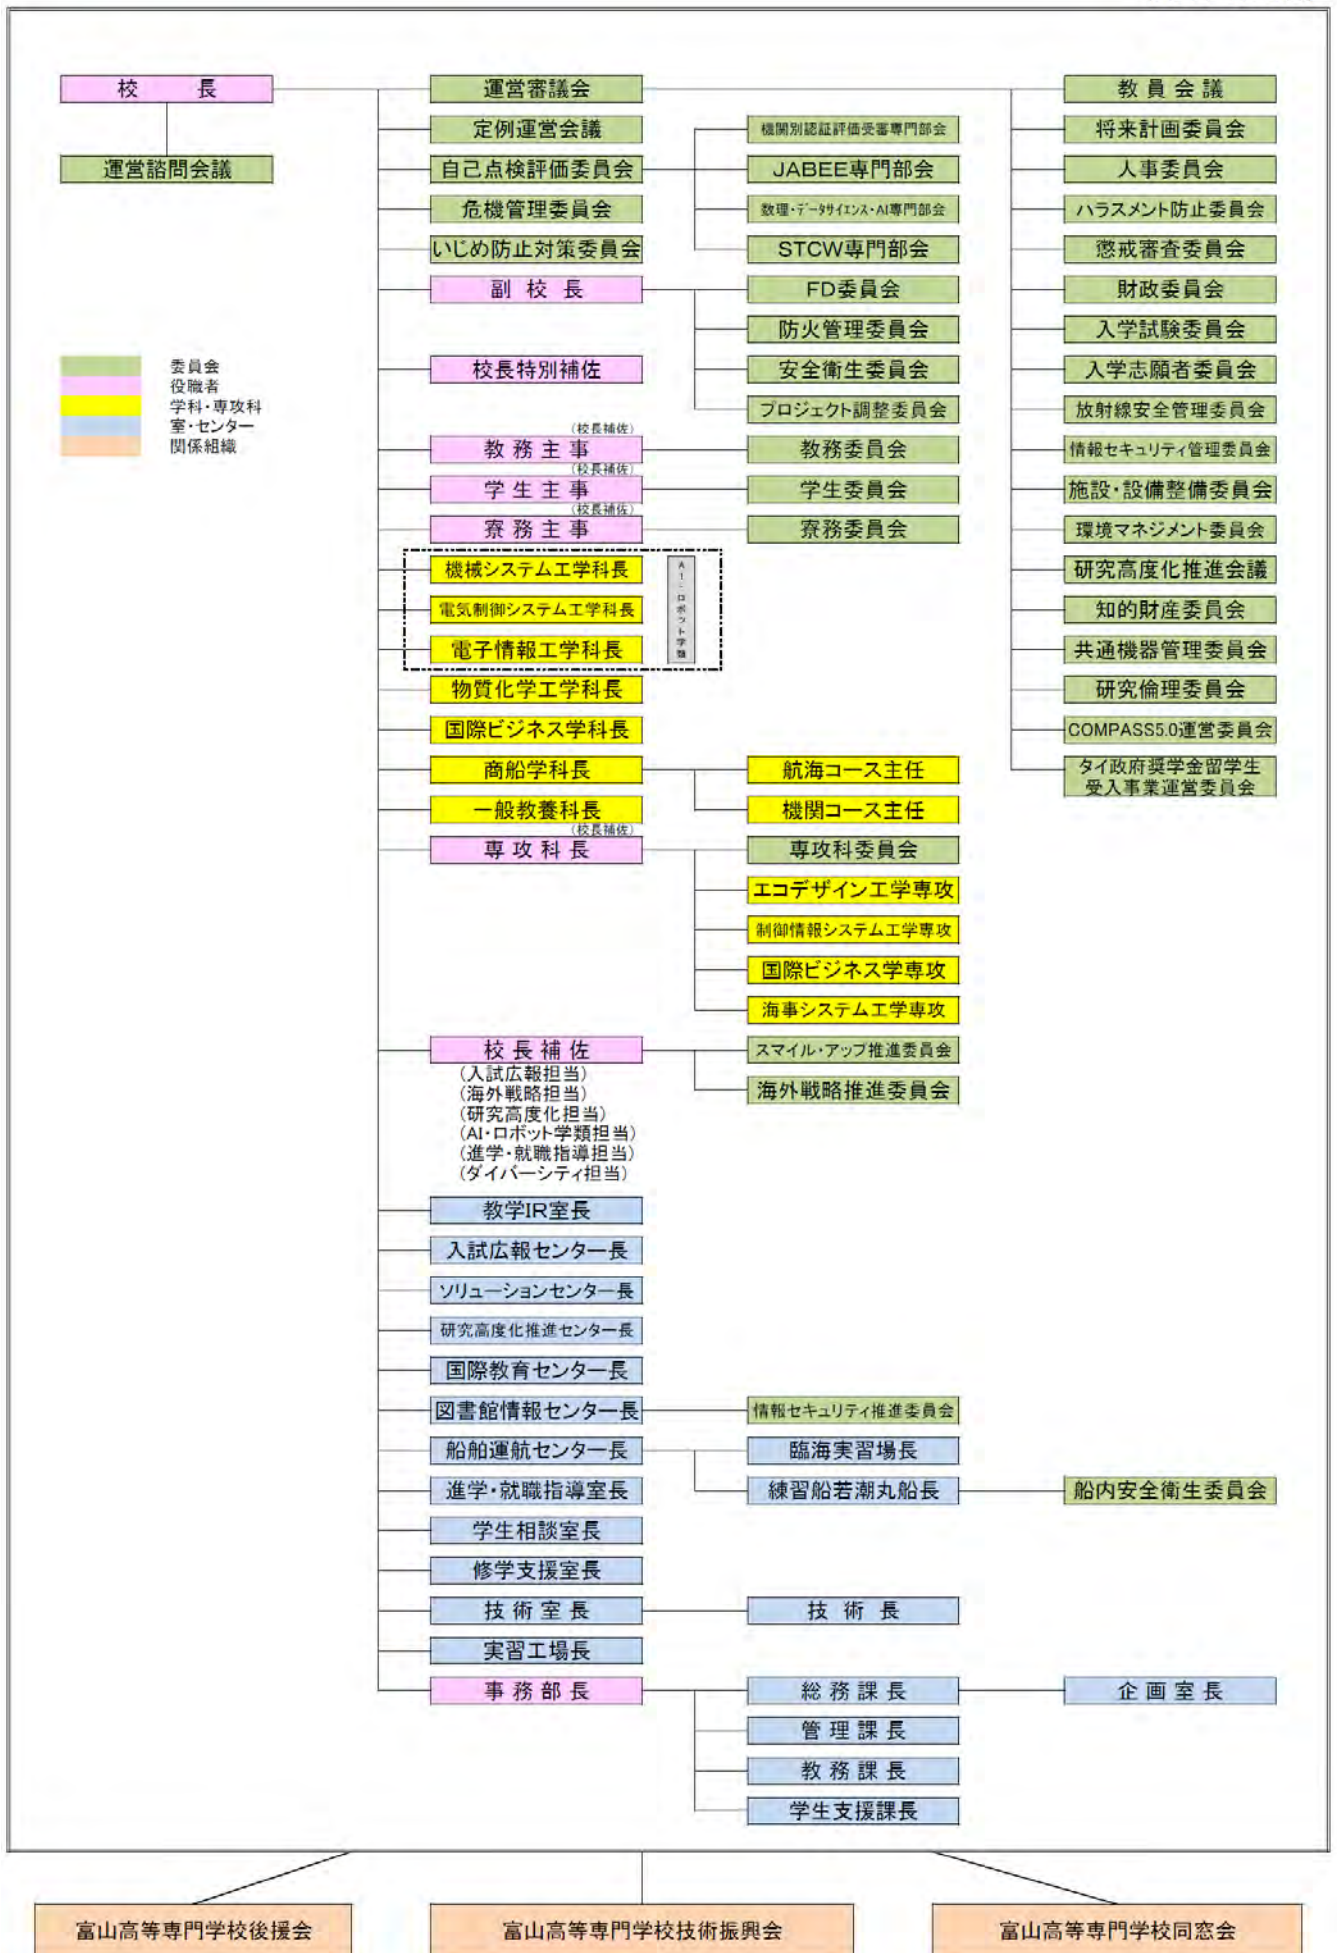 校長
運営諮問会議
委員会
役職者
学科・専攻科
室・センター
関係組織
運営審議会
定例運営会議
自己点検評価委員会
機関別認証評価受審専門部会
JABEE専門部会
数理・データサイエンス・AI専門部会
STCW専門部会
危機管理委員会
いじめ防止対策委員会
副校長
FD委員会
防火管理委員会
安全衛生委員会
プロジェクト調整委員会
校長特別補佐
(校長補佐)
教務主事
教務委員会
(校長補佐)
学生主事
学生委員会
(校長補佐)
寮務主事
寮務委員会
機械システム工学科長
電気制御システム工学科長
電子情報工学科長
AI・ロボット学類
物質化学工学科長
国際ビジネス学科長
商船学科長
航海コース主任
機関コース主任
一般教養科長
(校長補佐)
専攻科長
専攻科委員会
エコデザイン工学専攻
制御情報システム工学専攻
国際ビジネス学専攻
海事システム工学専攻
校長補佐
(入試広報担当)
(海外戦略担当)
(研究高度化担当)
(AI・ロボット学類担当)
(進学・就職指導担当)
(ダイバーシティ担当)
スマイル・アップ推進委員会
海外戦略推進委員会
教学IR室長
入試広報センター長
ソリューションセンター長
研究高度化推進センター長
国際教育センター長
図書館情報センター長
情報セキュリティ推進委員会
船舶運航センター長
臨海実習場長
練習船若潮丸船長
船内安全衛生委員会
進学・就職指導室長
学生相談室長
修学支援室長
技術室長
技術長
実習工場長
事務部長
総務課長
企画室長
管理課長
教務課長
学生支援課長
教員会議
将来計画委員会
人事委員会
ハラスメント防止委員会
懲戒審査委員会
財政委員会
入学試験委員会
入学志願者委員会
放射線安全管理委員会
情報セキュリティ管理委員会
施設・設備整備委員会
環境マネジメント委員会
研究高度化推進会議
知的財産委員会
共通機器管理委員会
研究倫理委員会
COMPASS5.0運営委員会
タイ政府奨学金留学生
受入事業運営委員会
富山高等専門学校後援会
富山高等専門学校技術振興会
富山高等専門学校同窓会